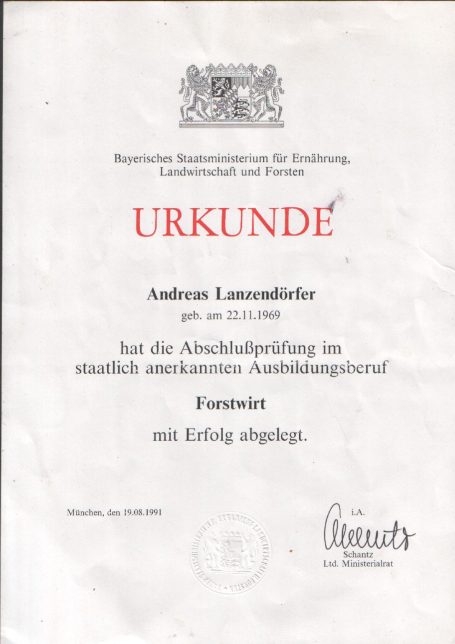 Bayerisches Staatsministerium für Ernährung,
Landwirtschaft und Forsten
URKUNDE
Andreas Lanzendörfer
geb. am 22.11.1969
hat die Abschlußprüfung im
staatlich anerkannten Ausbildungsberuf
Forstwirt
mit Erfolg abgelegt.
München, den 19.08.1991
i.A.
Schantz
Ltd. Ministerialrat